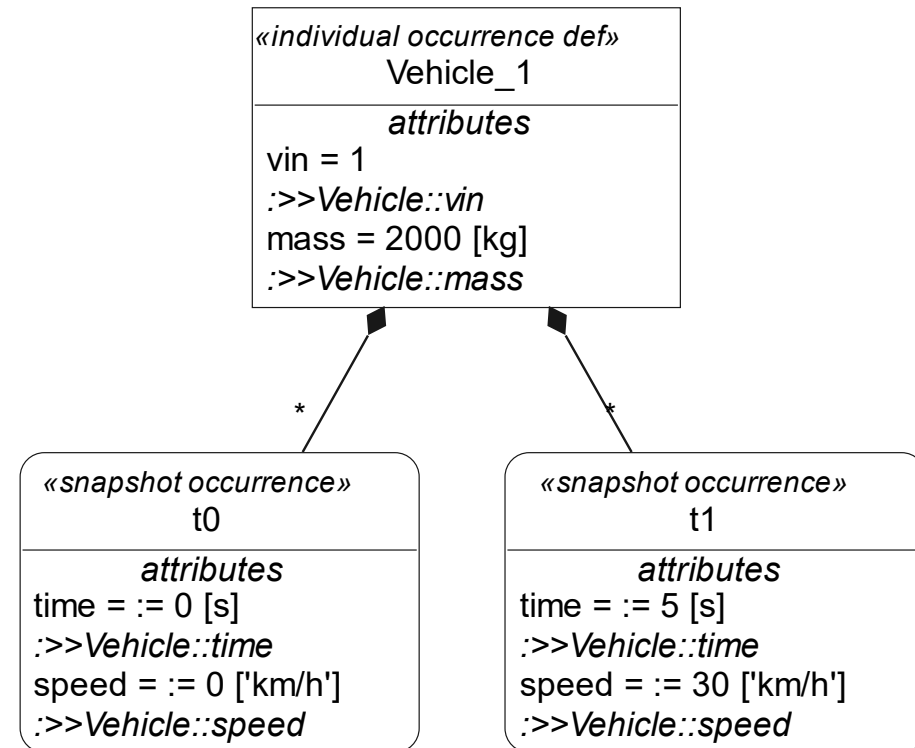 «individual occurrence def»
Vehicle_1
attributes
vin = 1
:>>Vehicle::vin
mass = 2000 [kg]
:>>Vehicle::mass
*
*
«snapshot occurrence»
t0
attributes
time = := 0 [s]
:>>Vehicle::time
speed = := 0 ['km/h']
:>>Vehicle::speed
«snapshot occurrence»
t1
attributes
time = := 5 [s]
:>>Vehicle::time
speed = := 30 ['km/h']
:>>Vehicle::speed